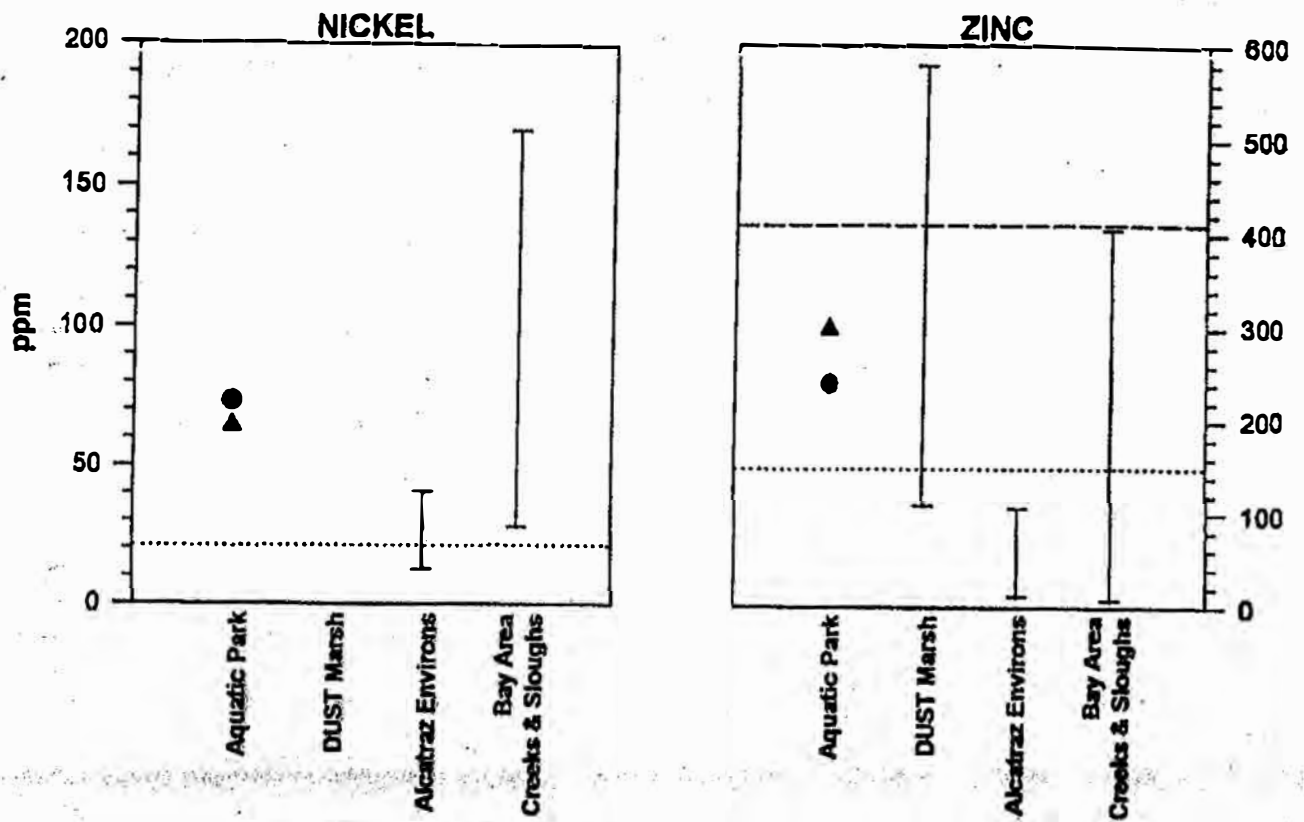 NICKEL
200
150
100
50
0
ppm
Aquatic Park
DUST Marsh
Alcatraz Environs
Bay Area
Creeks & Sloughs
ZINC
600
500
400
300
200
100
0
Aquatic Park
DUST Marsh
Alcatraz Environs
Bay Area
Creeks & Sloughs